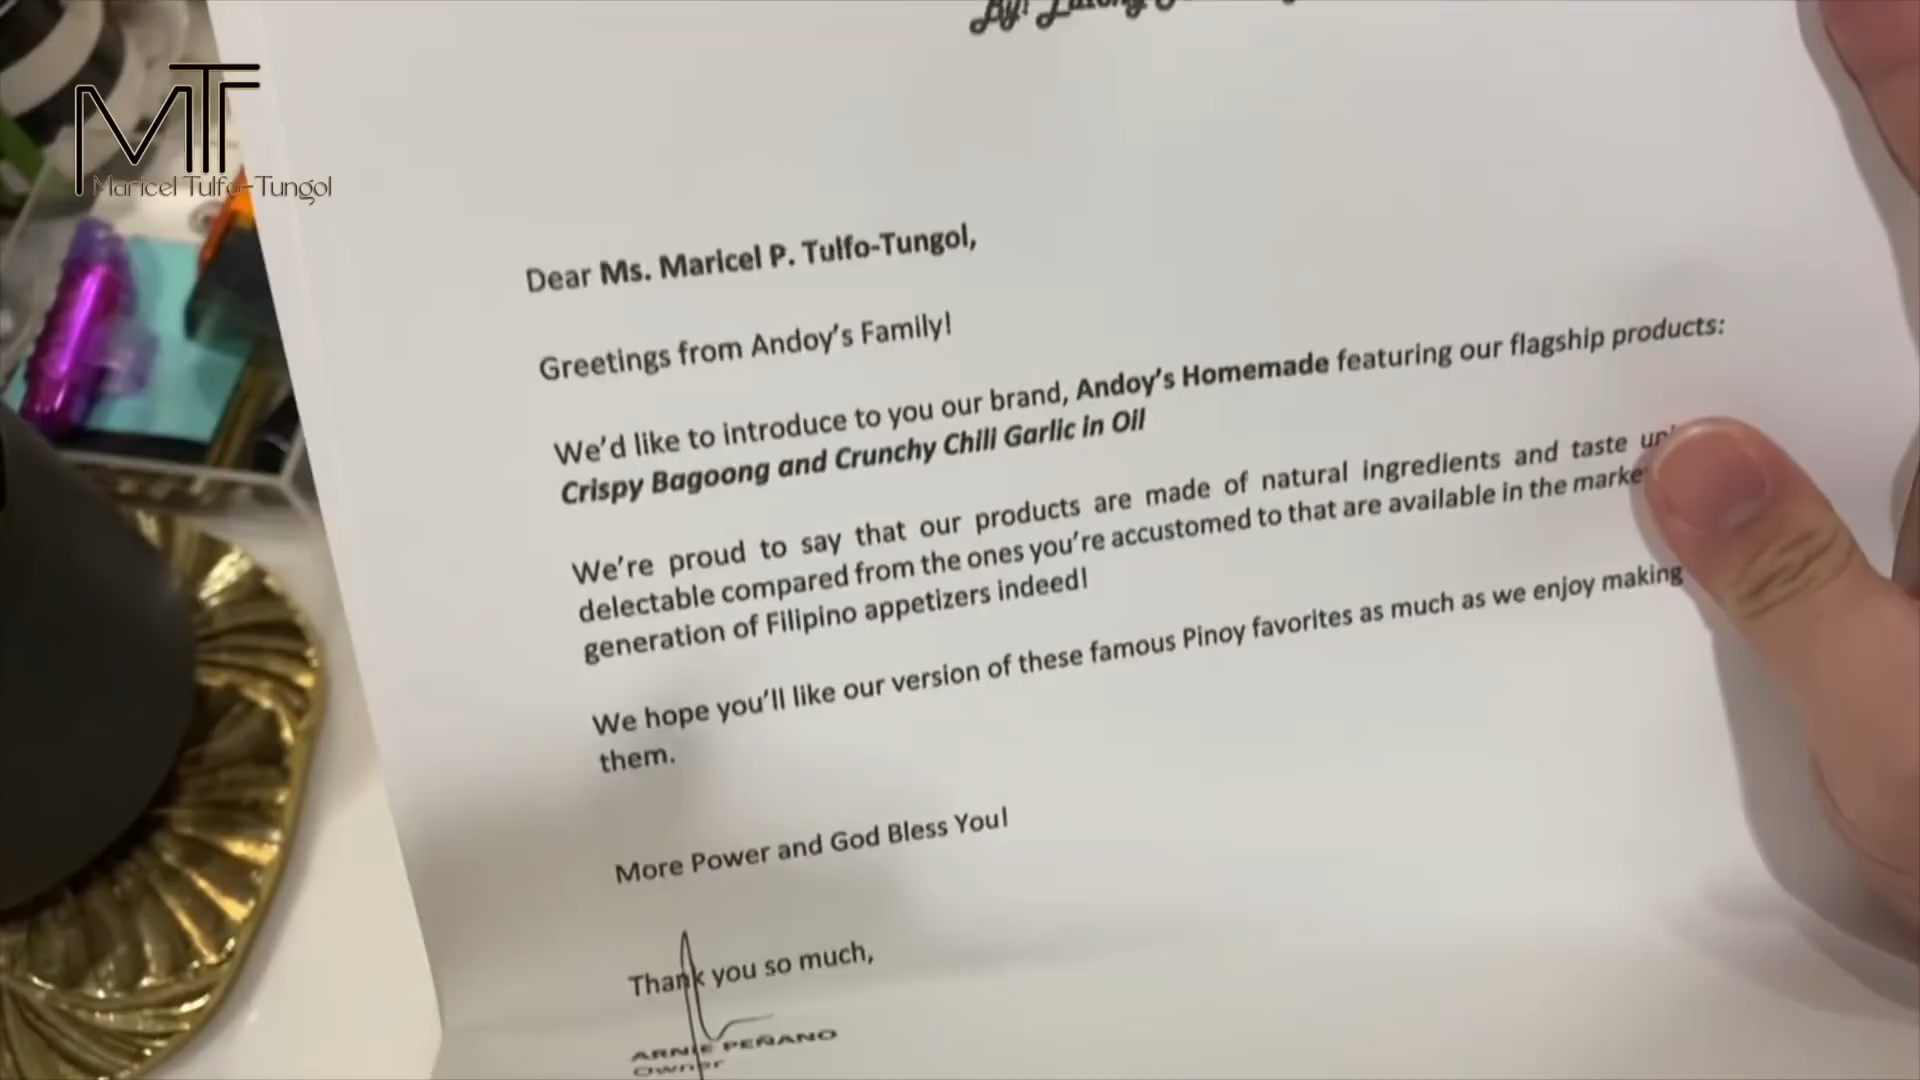 By:
MTT
Maricel Tulfo-Tungol
Dear Ms. Maricel P. Tulfo-Tungol,
Greetings from Andoy's Family!
We'd like to introduce to you our brand, Andoy's Homemade featuring our flagship products:
Crispy Bagoong and Crunchy Chili Garlic in Oil
We're proud to say that our products are made of natural ingredients and taste
delectable compared from the ones you're accustomed to that are available in the
generation of Filipino appetizers indeed!
We hope you'll like our version of these famous Pinoy favorites as much as we enjoy making
them.
More Power and God Bless You!
Thank you so much,
ARNIE PEÑANO
Owner